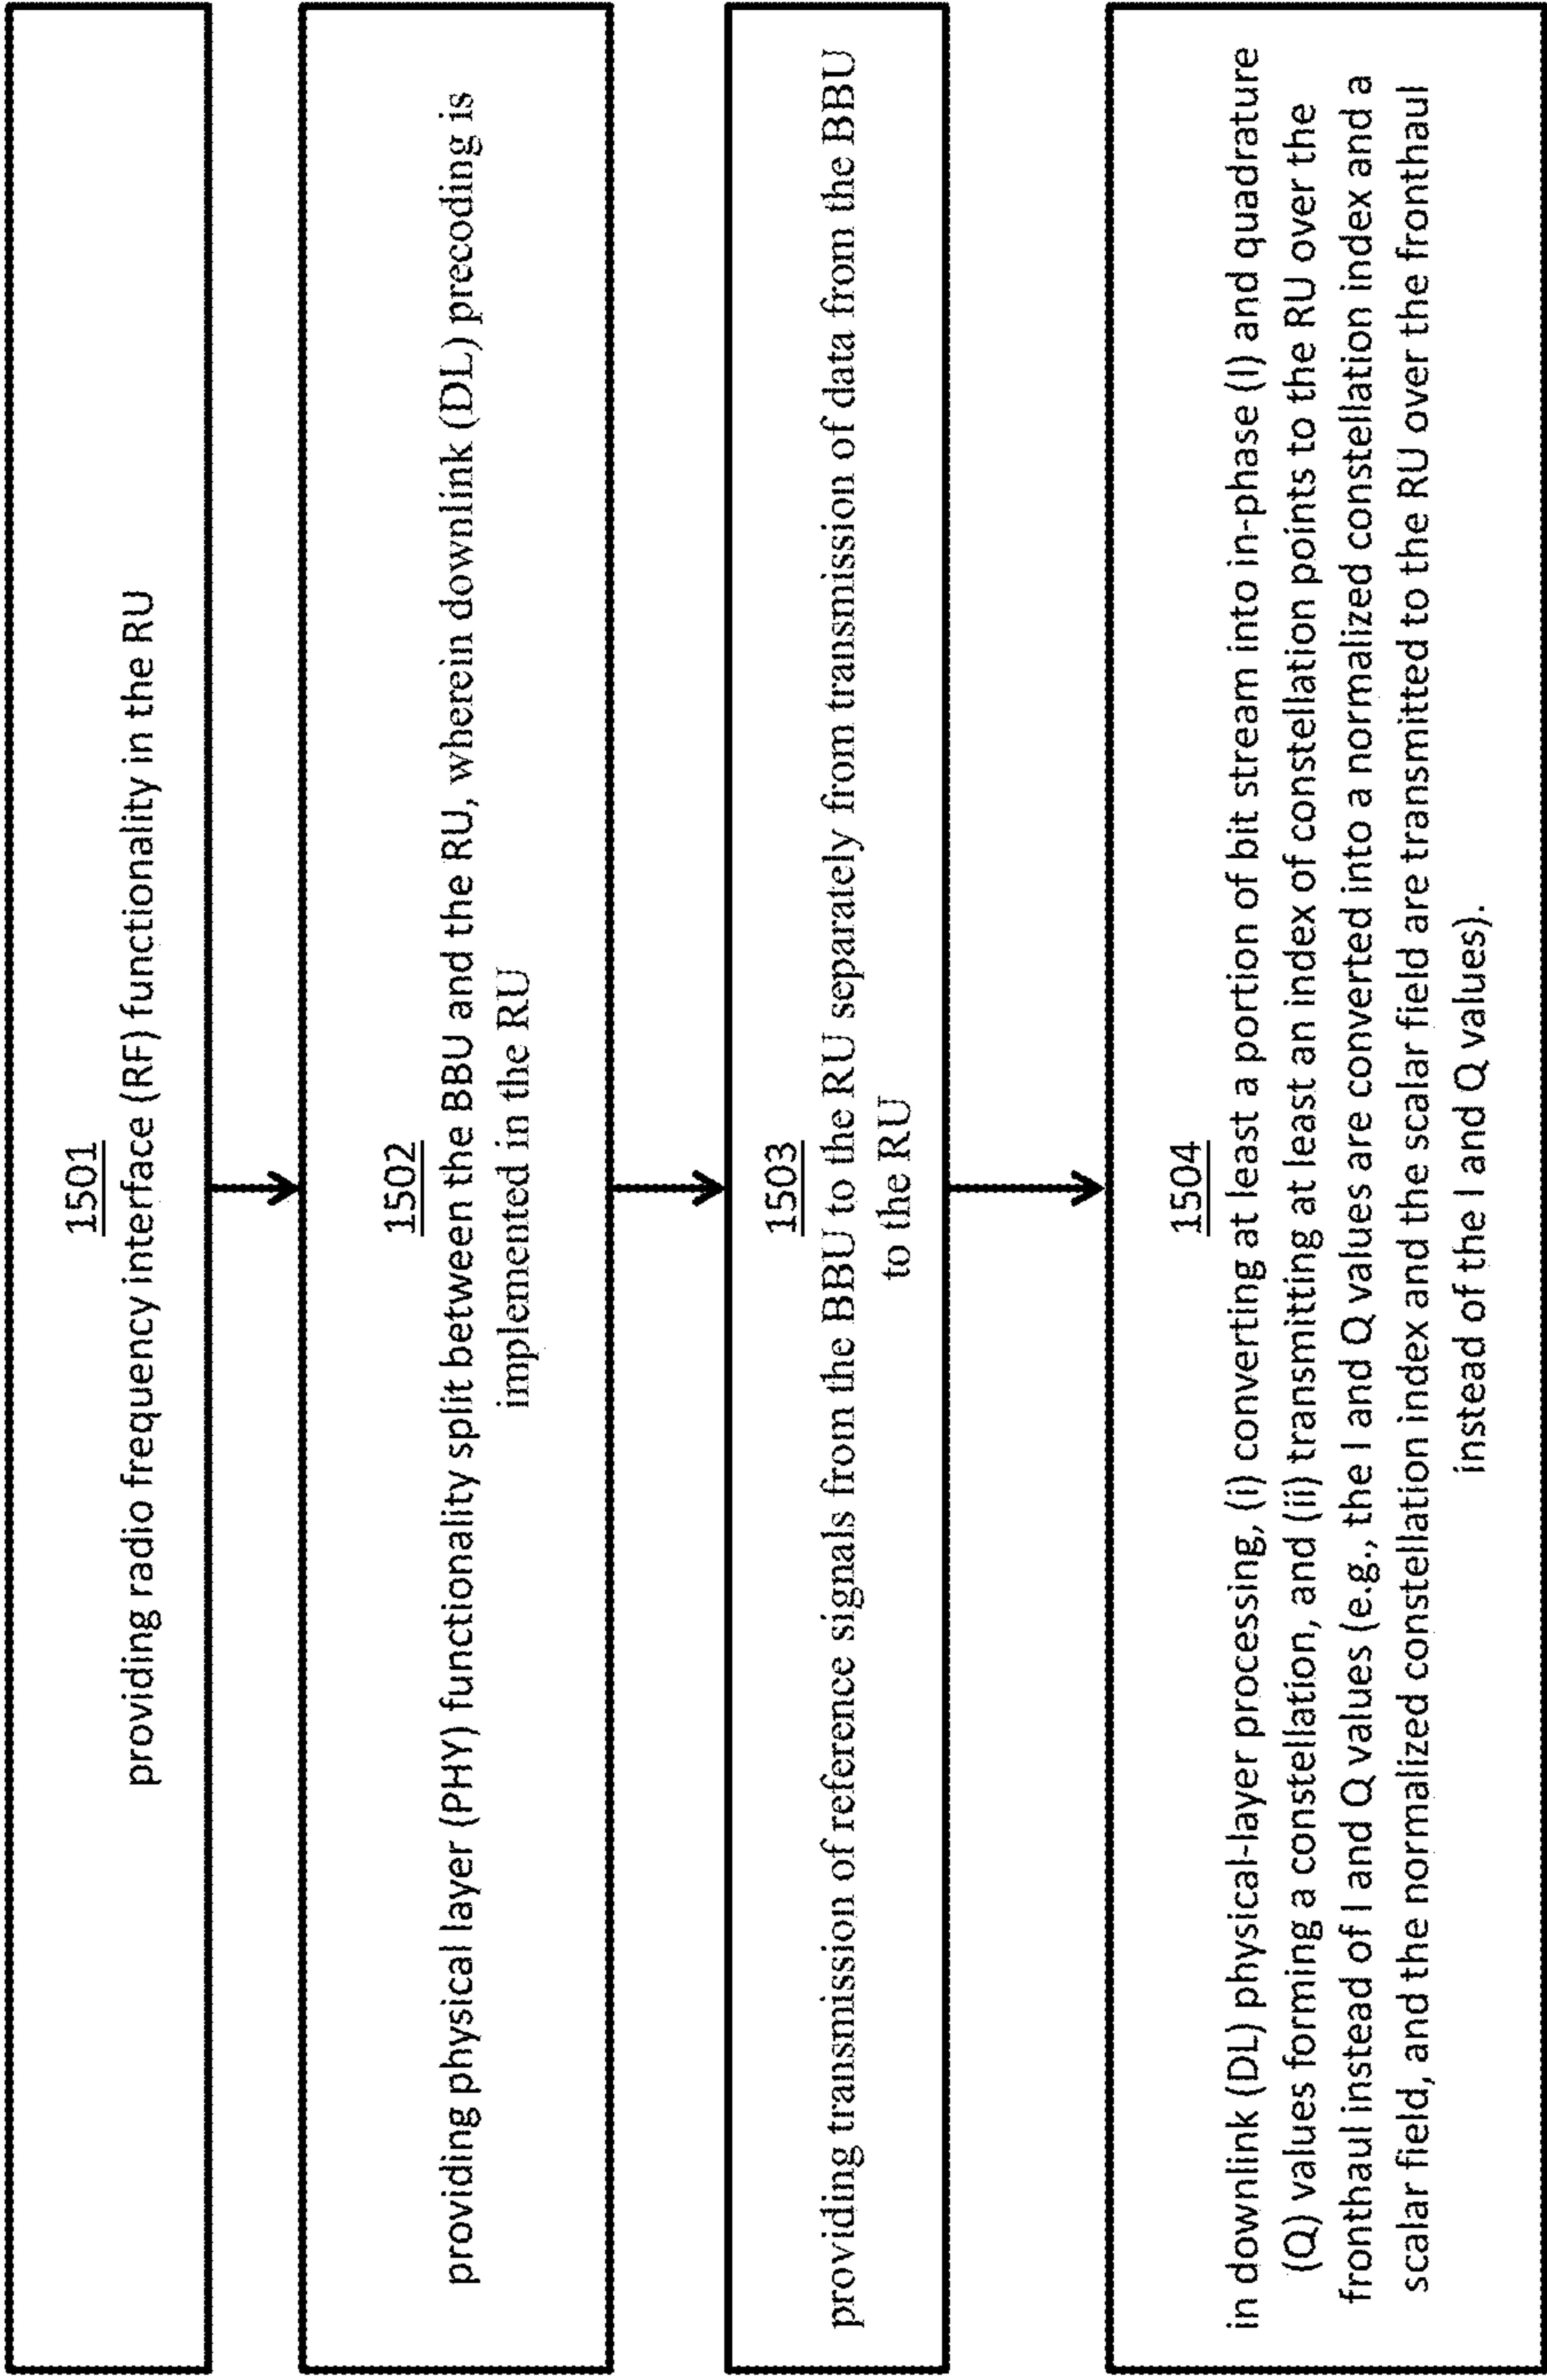 1501
providing radio frequency interface (RF) functionality in the RU
1502
providing physical layer (PHY) functionality split between the BBU and the RU, wherein downlink (DL) precoding is
implemented in the RU
1503
providing transmission of reference signals from the BBU to the RU separately from transmission of data from the BBU
to the RU
1504
in downlink (DL) physical-layer processing, (i) converting at least a portion of bit stream into in-phase (I) and quadrature
(Q) values forming a constellation, and (ii) transmitting at least an index of constellation points to the RU over the
fronthaul instead of I and Q values (e.g., the I and Q values are converted into a normalized constellation index and a
scalar field, and the normalized constellation index and the scalar field are transmitted to the RU over the fronthaul
instead of the I and Q values).